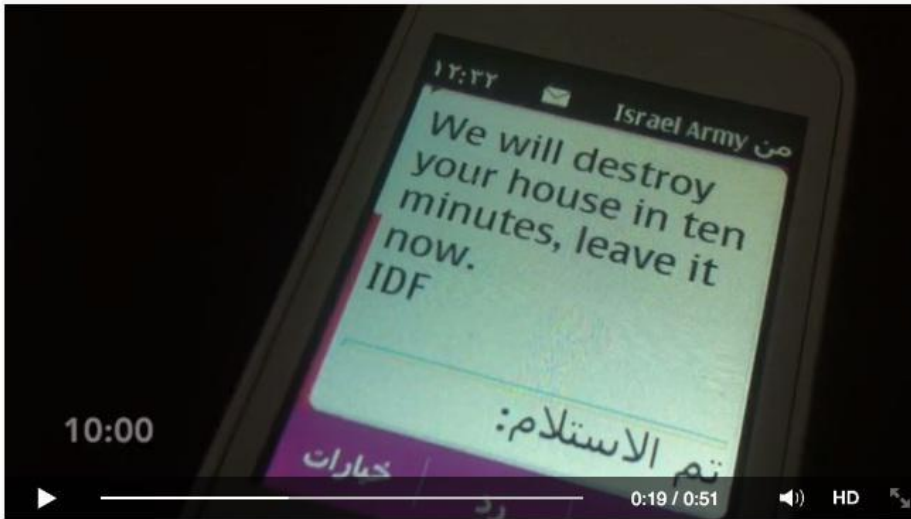 ١٢:٣٢
من Israel Army
We will destroy
your house in ten
minutes, leave it
now.
IDF
تم الاستلام:
خيارات
رد
10:00
0:19 / 0:51
HD